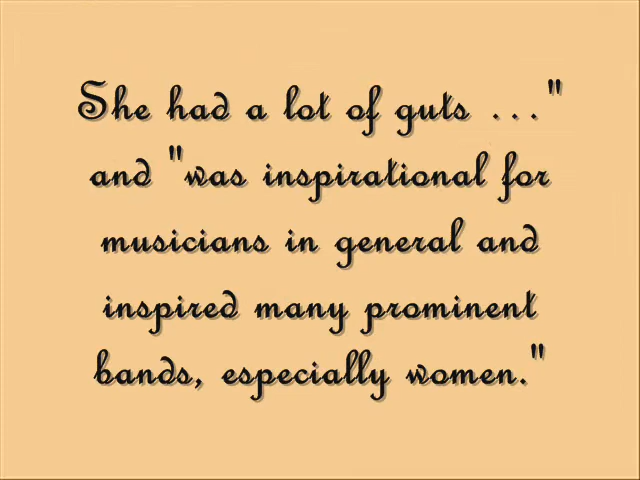 She had a lot of guts ..."
and "was inspirational for
musicians in general and
inspired many prominent
bands, especially women."